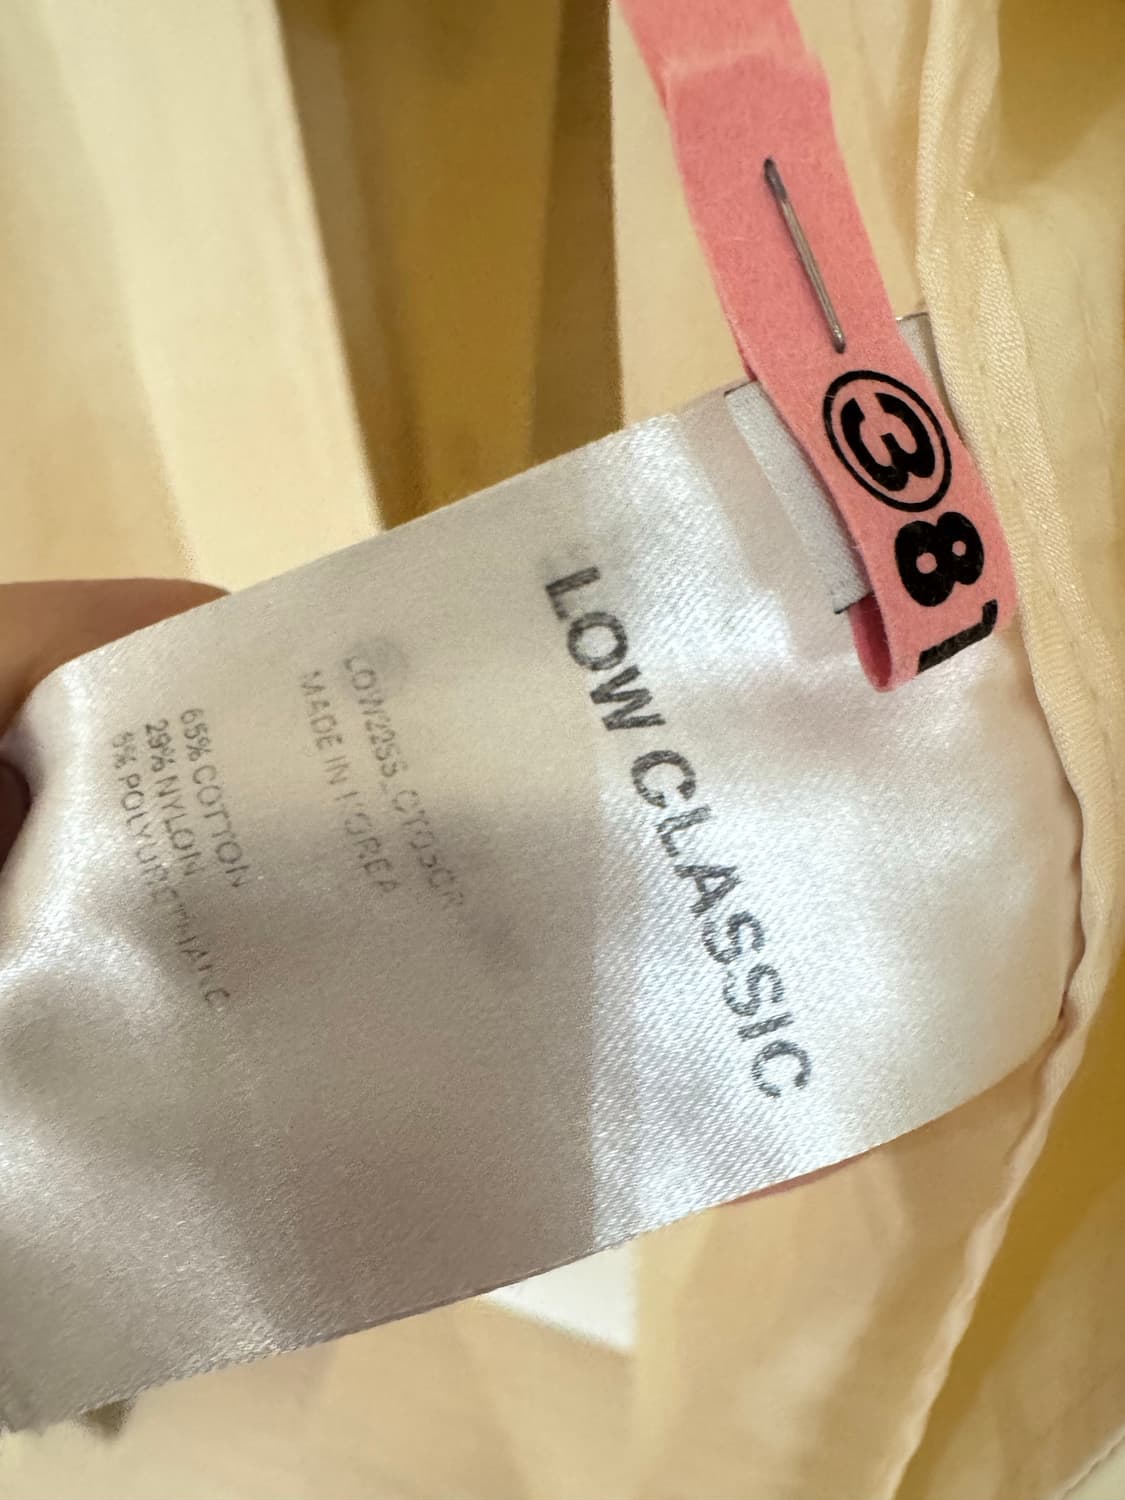 ③81
LOW CLASSIC
MADE IN KOREA
65% COTTON
29% NYLON